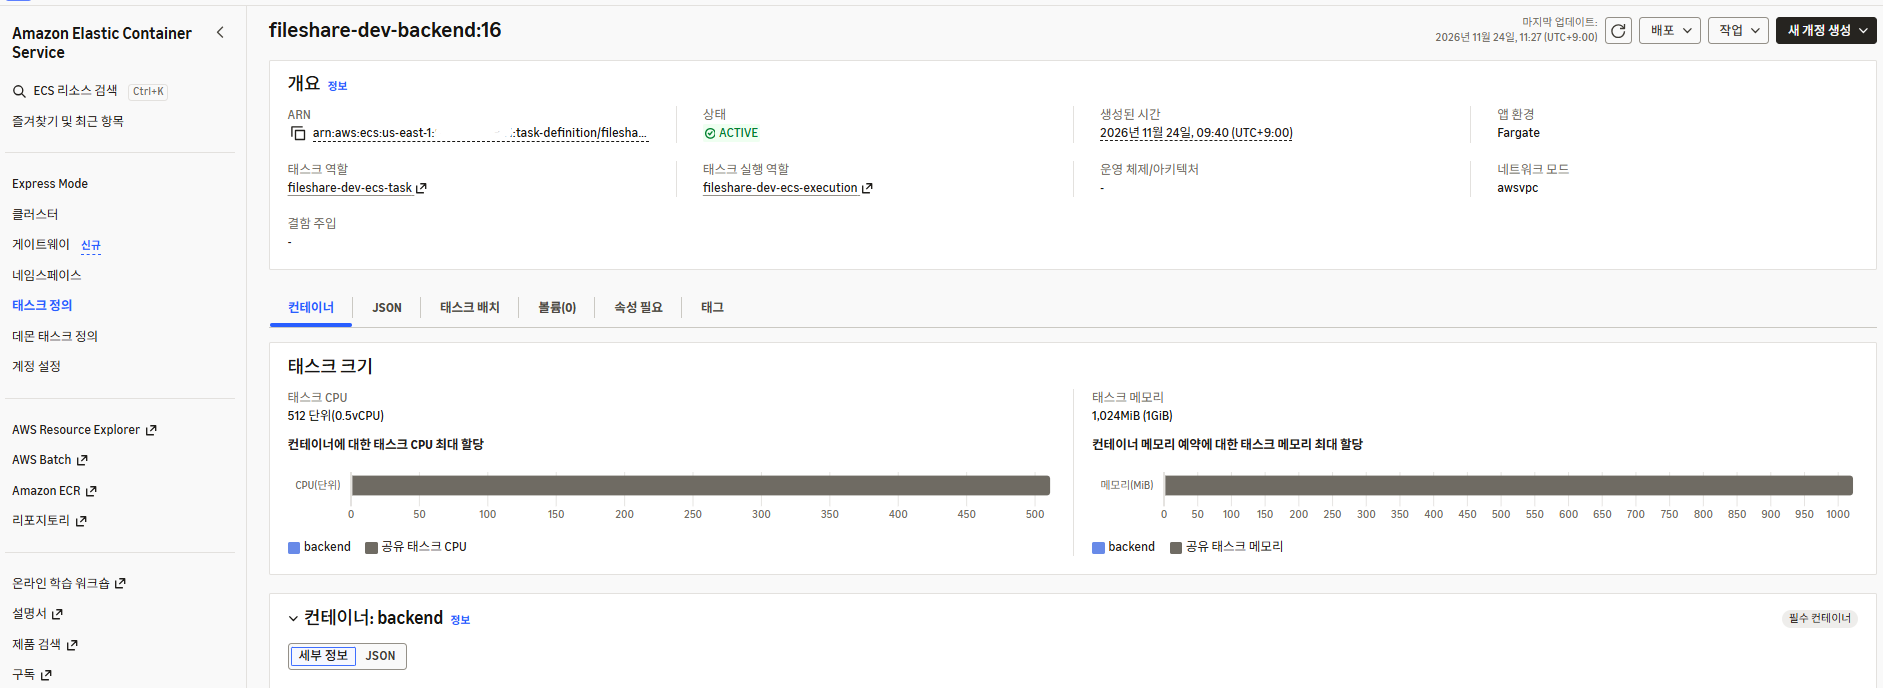 Amazon Elastic Container
Service
ECS 리소스 검색 Ctrl+K
즐겨찾기 및 최근 항목
Express Mode
클러스터
게이트웨이 신규
네임스페이스
태스크 정의
데몬 태스크 정의
계정 설정
AWS Resource Explorer
AWS Batch
Amazon ECR
리포지토리
온라인 학습 워크숍
설명서
제품 검색
구독
fileshare-dev-backend:16
마지막 업데이트:
2026년 11월 24일, 11:27 (UTC+9:00)
배포
작업
새 개정 생성
개요 정보
ARN
arn:aws:ecs:us-east-1: :task-definition/filesha...
상태
ACTIVE
생성된 시간
2026년 11월 24일, 09:40 (UTC+9:00)
앱 환경
Fargate
태스크 역할
fileshare-dev-ecs-task
태스크 실행 역할
fileshare-dev-ecs-execution
운영 체제/아키텍처
-
네트워크 모드
awsvpc
결함 주입
-
컨테이너 JSON 태스크 배치 볼륨(0) 속성 필요 태그
태스크 크기
태스크 CPU
512 단위(0.5vCPU)
컨테이너에 대한 태스크 CPU 최대 할당
CPU(단위)
0 50 100 150 200 250 300 350 400 450 500
backend 공유 태스크 CPU
태스크 메모리
1,024MiB (1GiB)
컨테이너 메모리 예약에 대한 태스크 메모리 최대 할당
메모리(MiB)
0 50 100 150 200 250 300 350 400 450 500 550 600 650 700 750 800 850 900 950 1000
backend 공유 태스크 메모리
컨테이너: backend 정보
필수 컨테이너
세부 정보 JSON